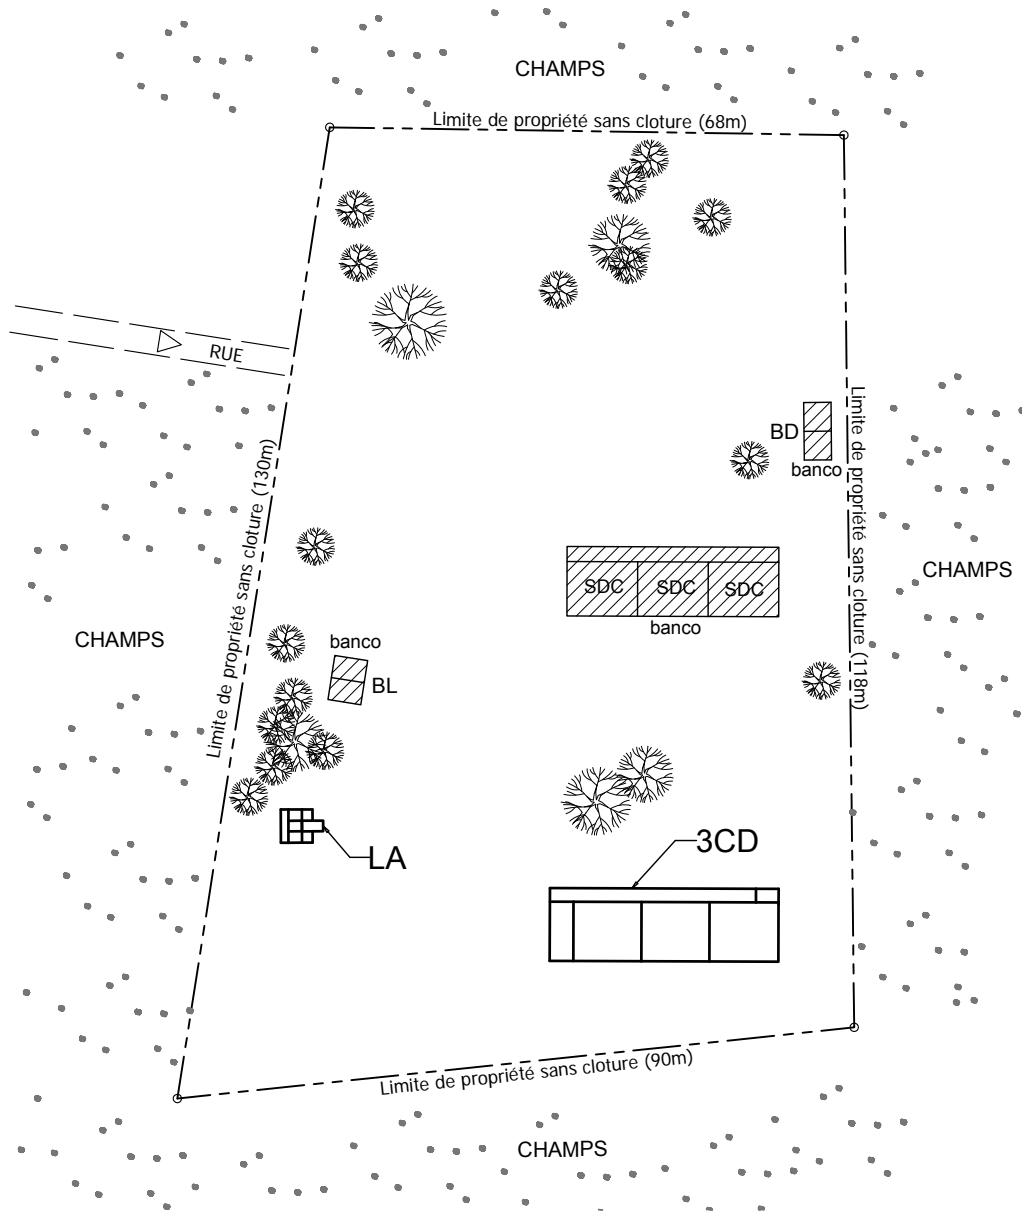 CHAMPS
Limite de propriété sans cloture (68m)
RUE
BD
banco
Limite de propriété sans cloture (130m)
Limite de propriété sans cloture (118m)
CHAMPS
SDC
SDC
SDC
banco
CHAMPS
banco
BL
3CD
LA
Limite de propriété sans cloture (90m)
CHAMPS